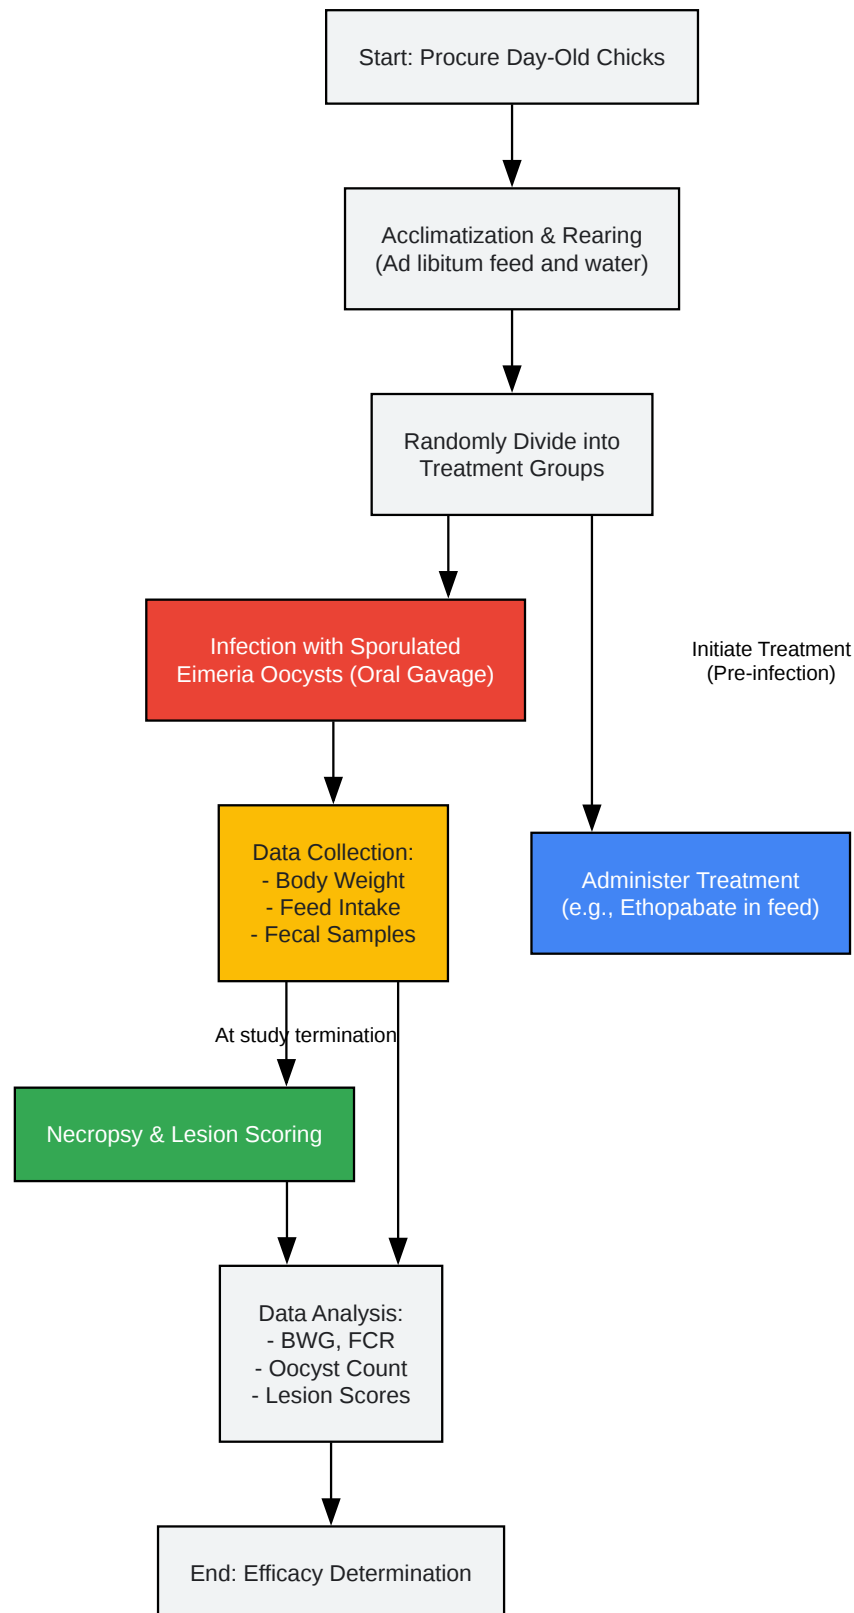 Start: Procure Day-Old Chicks
Acclimatization & Rearing
(Ad libitum feed and water)
Randomly Divide into
Treatment Groups
Infection with Sporulated
Eimeria Oocysts (Oral Gavage)
Initiate Treatment
(Pre-infection)
Data Collection:
- Body Weight
- Feed Intake
- Fecal Samples
Administer Treatment
(e.g., Ethopabate in feed)
At study termination
Necropsy & Lesion Scoring
Data Analysis:
- BWG, FCR
- Oocyst Count
- Lesion Scores
End: Efficacy Determination